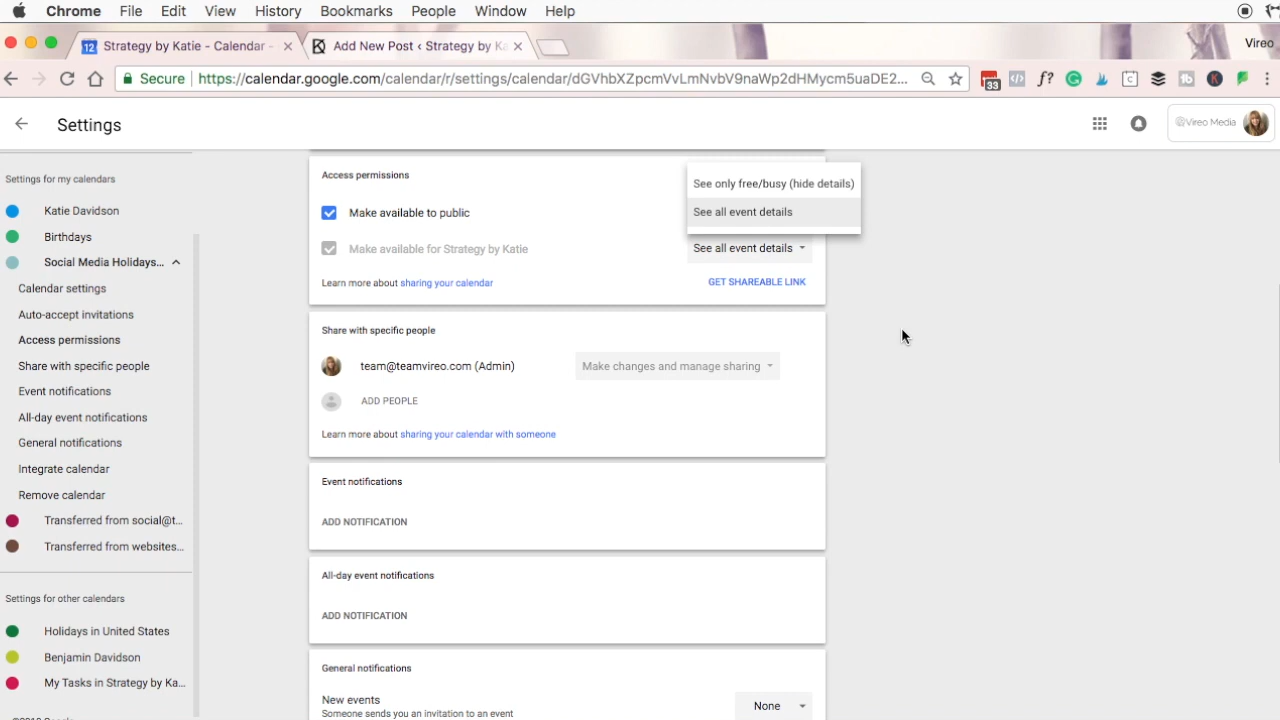 Chrome File Edit View History Bookmarks People Window Help
12 Strategy by Katie - Calendar - × Add New Post ‹ Strategy by Ka × Vireo
Secure https://calendar.google.com/calendar/r/settings/calendar/dGVhbXZpcmVvLmNvbV9naWp2dHMycm5uaDE2... 33 f?
Settings
@Vireo Media
Settings for my calendars
Katie Davidson
Birthdays
Social Media Holidays...
Calendar settings
Auto-accept invitations
Access permissions
Share with specific people
Event notifications
All-day event notifications
General notifications
Integrate calendar
Remove calendar
Transferred from social@t...
Transferred from websites...
Settings for other calendars
Holidays in United States
Benjamin Davidson
My Tasks in Strategy by Ka...
Access permissions
See only free/busy (hide details)
Make available to public
See all event details
Make available for Strategy by Katie
See all event details
Learn more about sharing your calendar
GET SHAREABLE LINK
Share with specific people
team@teamvireo.com (Admin)
Make changes and manage sharing
ADD PEOPLE
Learn more about sharing your calendar with someone
Event notifications
ADD NOTIFICATION
All-day event notifications
ADD NOTIFICATION
General notifications
New events
None
Someone sends you an invitation to an event